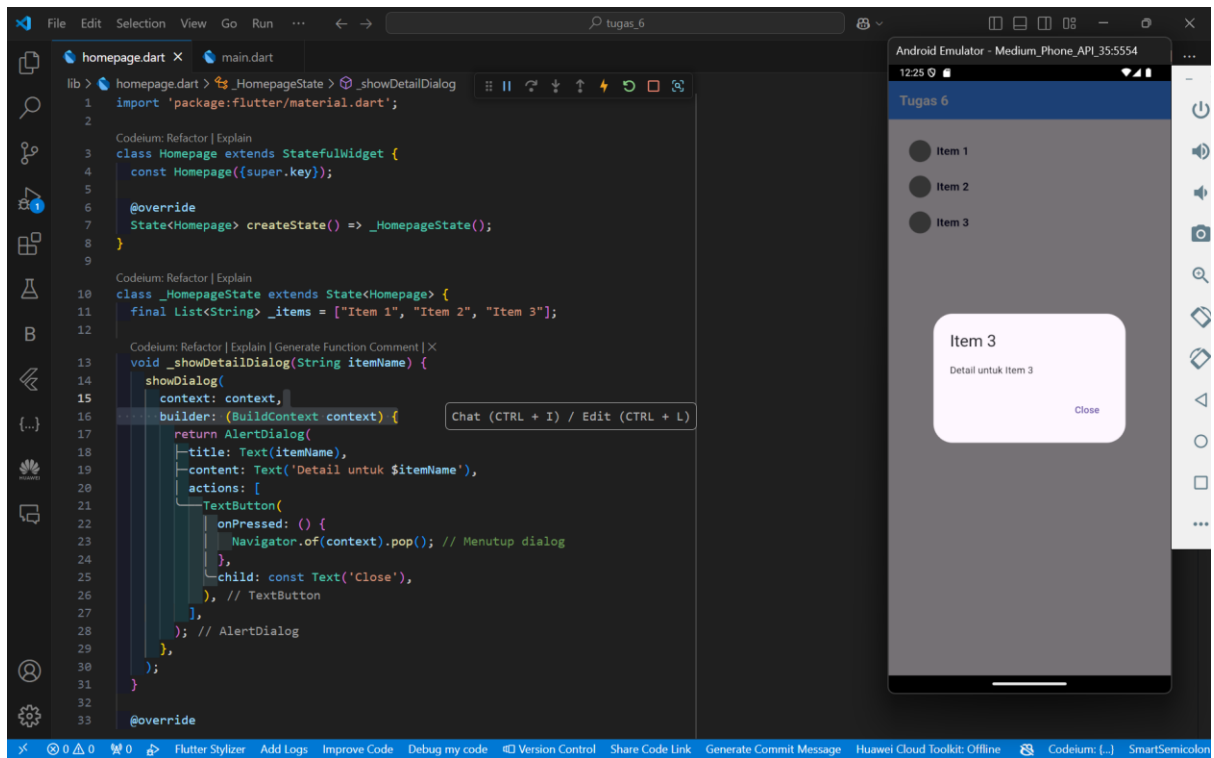 File Edit Selection View Go Run ··· tugas_6
homepage.dart main.dart
lib > homepage.dart > _HomepageState > _showDetailDialog
1 import 'package:flutter/material.dart';
2
Codeium: Refactor | Explain
3 class Homepage extends StatefulWidget {
4 const Homepage({super.key});
5
6 @override
7 State<Homepage> createState() => _HomepageState();
8 }
9
Codeium: Refactor | Explain
10 class _HomepageState extends State<Homepage> {
11 final List<String> _items = ["Item 1", "Item 2", "Item 3"];
12
Codeium: Refactor | Explain | Generate Function Comment | X
13 void _showDetailDialog(String itemName) {
14 showDialog(
15 context: context,
16 builder: (BuildContext context) {
Chat (CTRL + I) / Edit (CTRL + L)
17 return AlertDialog(
18 title: Text(itemName),
19 content: Text('Detail untuk $itemName'),
20 actions: [
21 TextButton(
22 onPressed: () {
23 Navigator.of(context).pop(); // Menutup dialog
24 },
25 child: const Text('Close'),
26 ), // TextButton
27 ],
28 ); // AlertDialog
29 },
30 );
31 }
32
33 @override
Android Emulator - Medium_Phone_API_35:5554
12:25
Tugas 6
Item 1
Item 2
Item 3
Item 3
Detail untuk Item 3
Close
1
B
{...}
HUAWEI
0 0 0 Flutter Stylizer Add Logs Improve Code Debug my code Version Control Share Code Link Generate Commit Message Huawei Cloud Toolkit: Offline Codeium: {...} SmartSemicolon